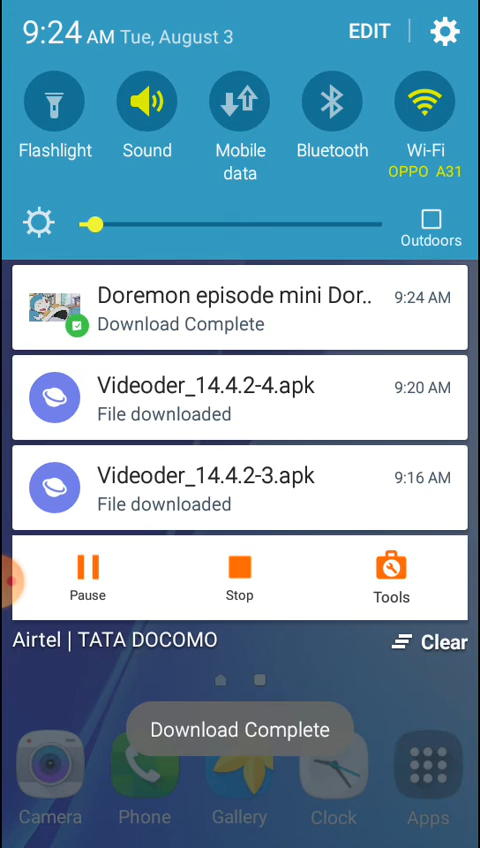 9:24 AM Tue, August 3 EDIT
Flashlight Sound Mobile data Bluetooth Wi-Fi
OPPO A31
Outdoors
Doremon episode mini Dor.. 9:24 AM
Download Complete
Videoder_14.4.2-4.apk 9:20 AM
File downloaded
Videoder_14.4.2-3.apk 9:16 AM
File downloaded
Pause Stop Tools
Airtel | TATA DOCOMO Clear
Download Complete
Camera Phone Gallery Clock Apps